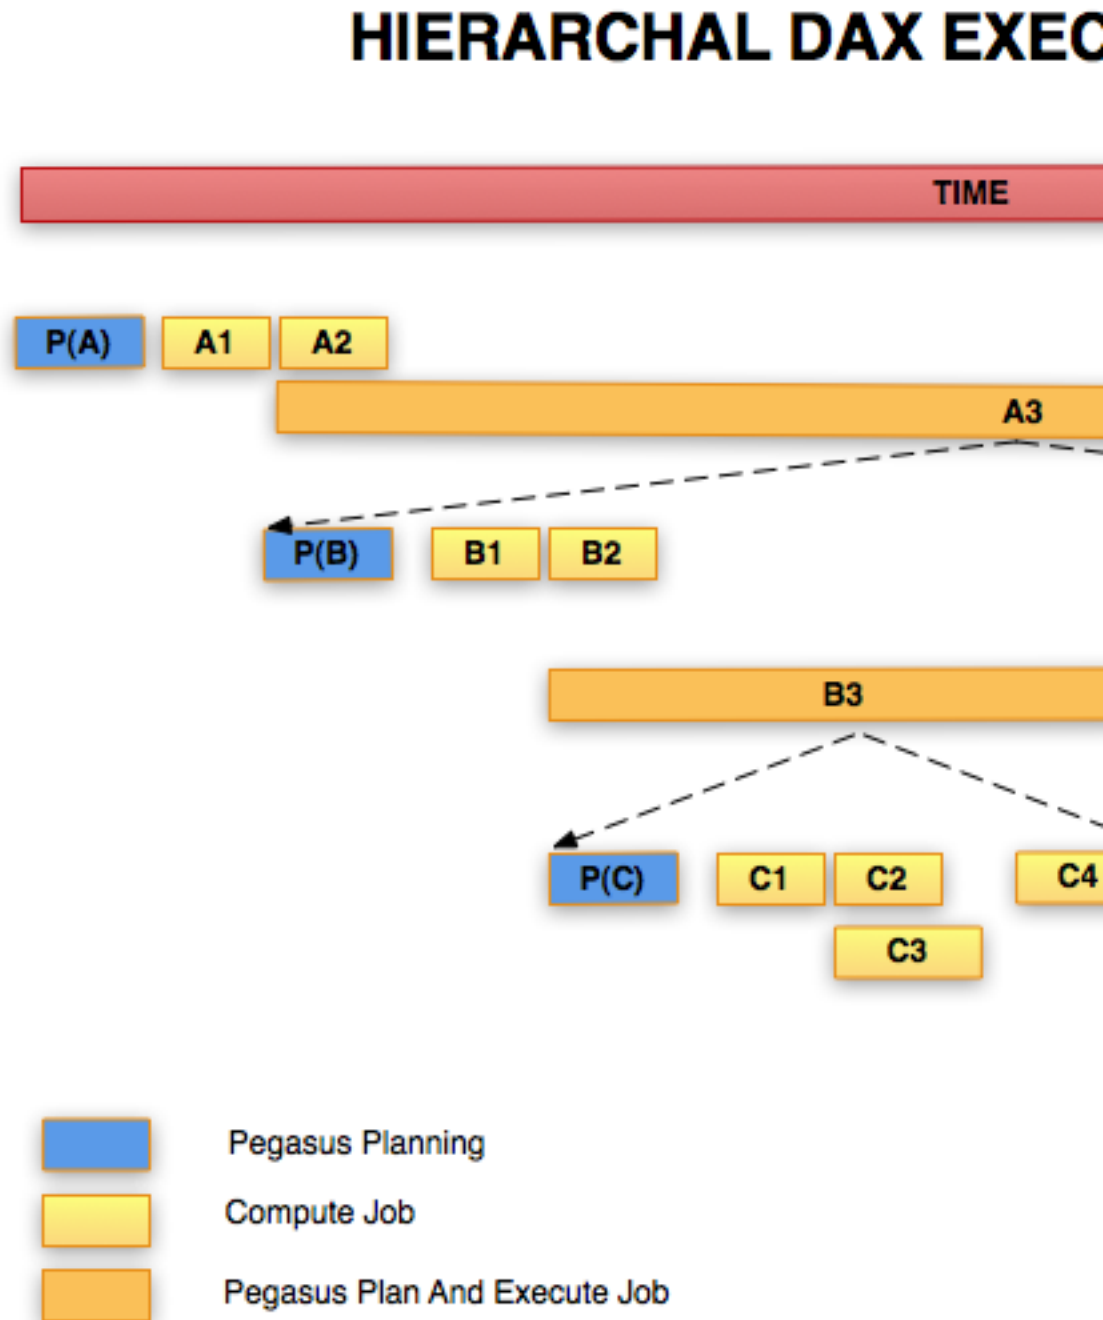 HIERARCHAL DAX EXEC
TIME
P(A) A1 A2
A3
P(B) B1 B2
B3
P(C) C1 C2 C4
C3
Pegasus Planning
Compute Job
Pegasus Plan And Execute Job